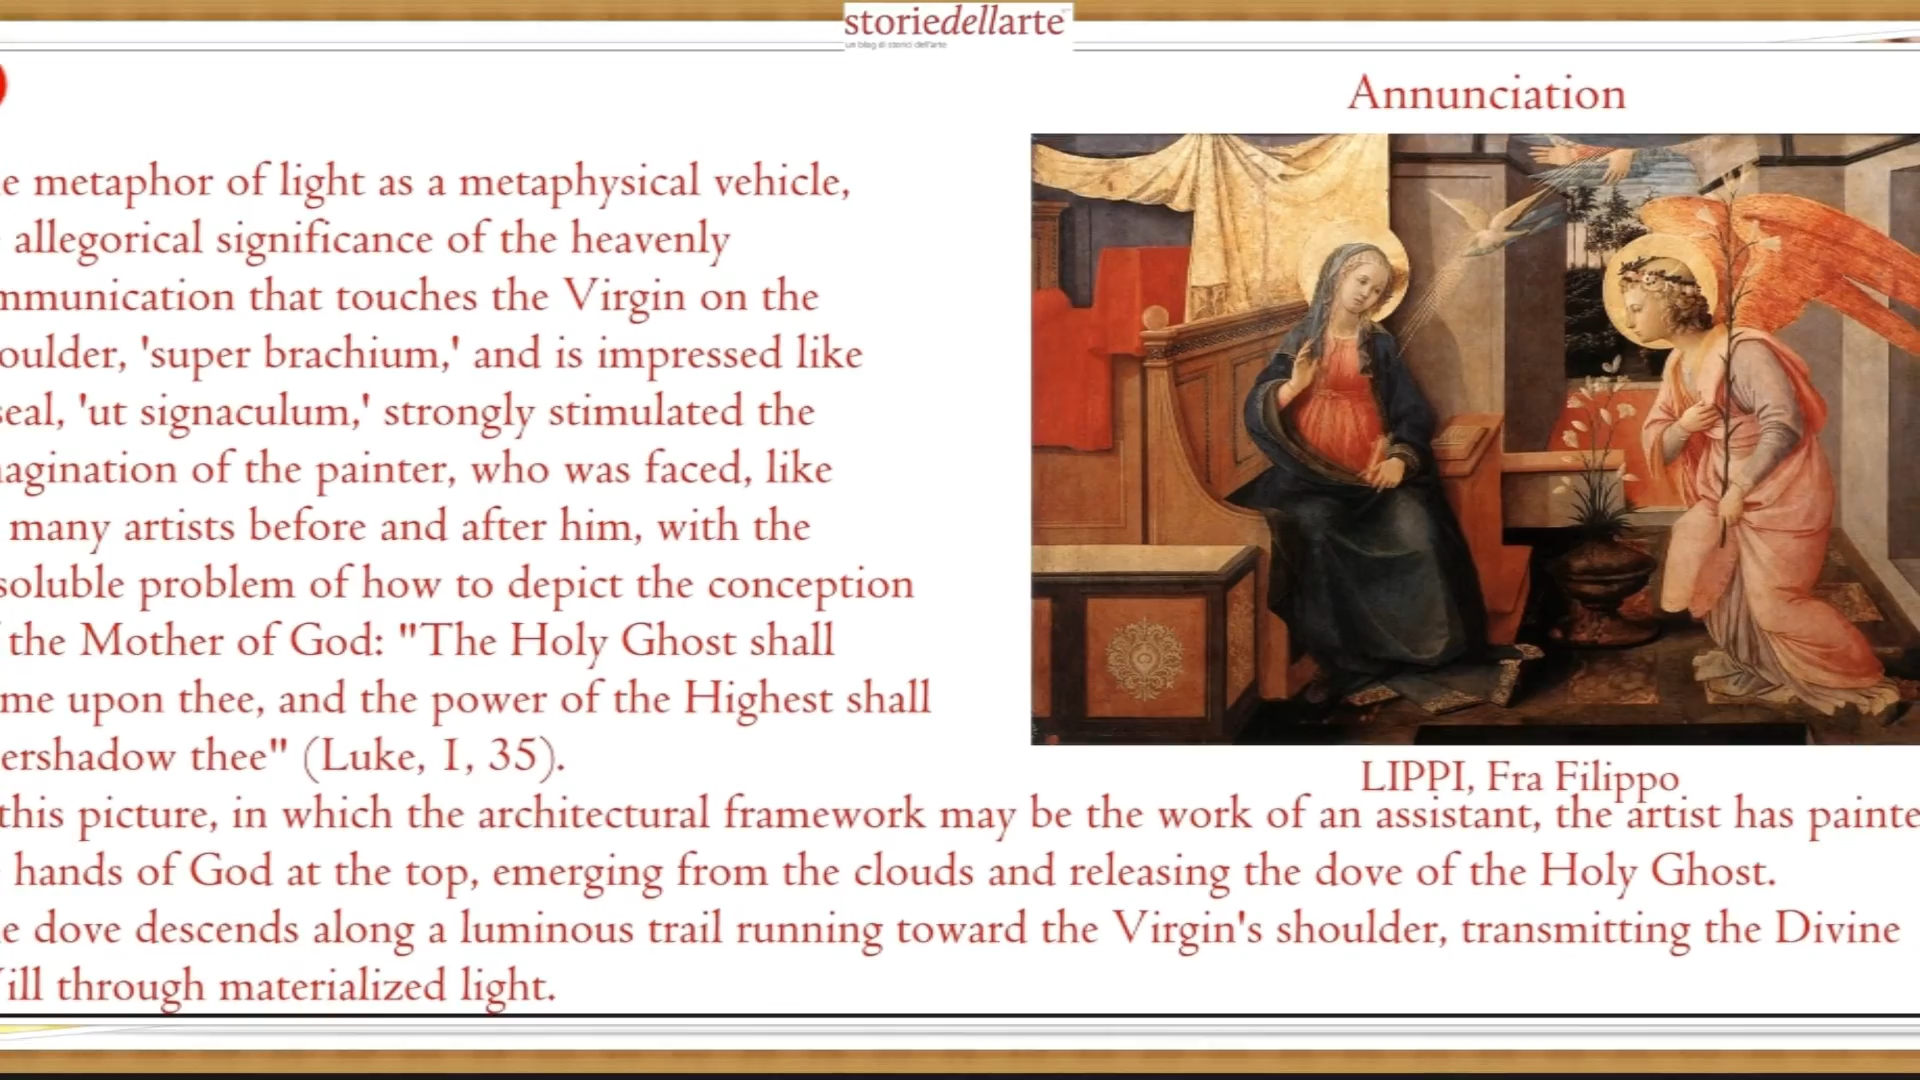 storiedellarte
un blog di storici dell'arte
Annunciation
e metaphor of light as a metaphysical vehicle,
allegorical significance of the heavenly
mmunication that touches the Virgin on the
oulder, 'super brachium,' and is impressed like
seal, 'ut signaculum,' strongly stimulated the
agination of the painter, who was faced, like
many artists before and after him, with the
soluble problem of how to depict the conception
the Mother of God: "The Holy Ghost shall
me upon thee, and the power of the Highest shall
ershadow thee" (Luke, I, 35).
LIPPI, Fra Filippo
this picture, in which the architectural framework may be the work of an assistant, the artist has painte
hands of God at the top, emerging from the clouds and releasing the dove of the Holy Ghost.
e dove descends along a luminous trail running toward the Virgin's shoulder, transmitting the Divine
ill through materialized light.